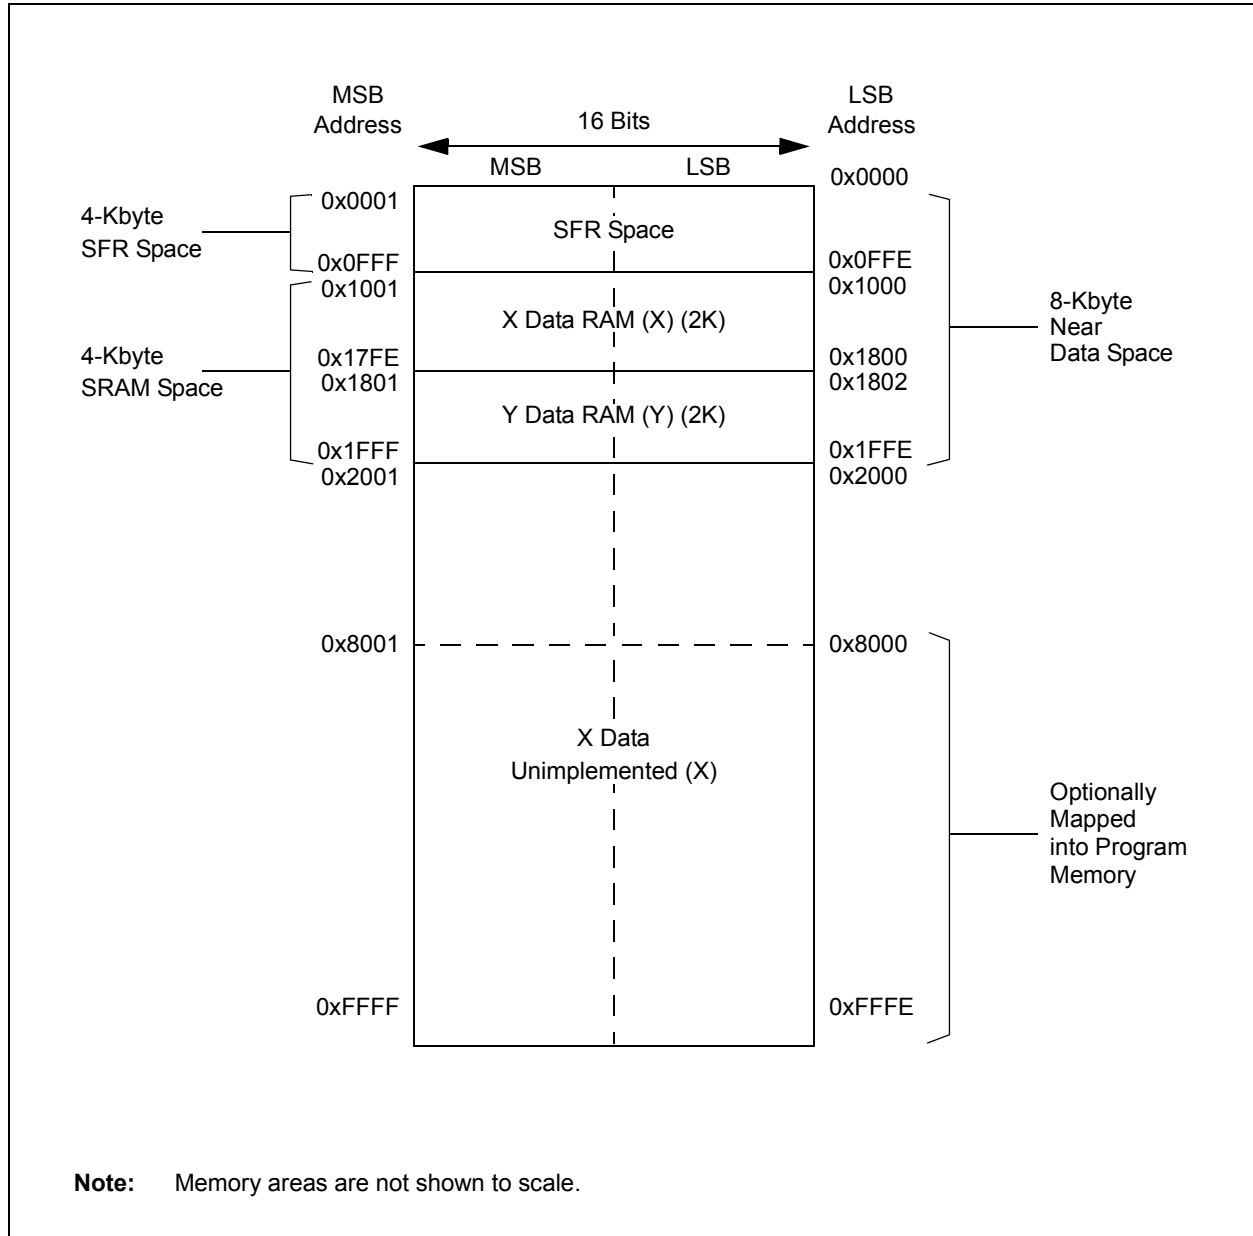 MSB
Address
16 Bits
LSB
Address
MSB
LSB
0x0000
0x0001
4-Kbyte
SFR Space
SFR Space
0x0FFF
0x0FFE
0x1001
0x1000
X Data RAM (X) (2K)
8-Kbyte
Near
Data Space
4-Kbyte
SRAM Space
0x17FE
0x1800
0x1801
0x1802
Y Data RAM (Y) (2K)
0x1FFF
0x1FFE
0x2001
0x2000
0x8001
0x8000
X Data
Unimplemented (X)
Optionally
Mapped
into Program
Memory
0xFFFF
0xFFFE
Note: Memory areas are not shown to scale.